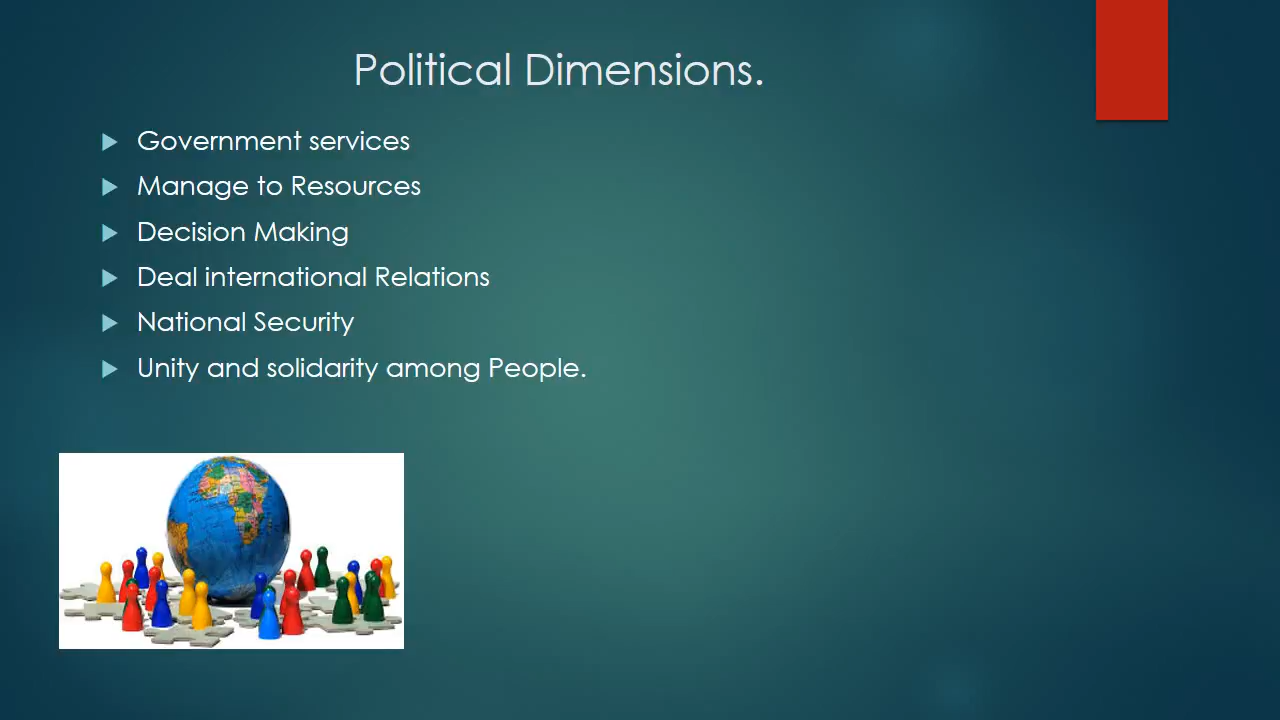 Political Dimensions.
Government services
Manage to Resources
Decision Making
Deal international Relations
National Security
Unity and solidarity among People.